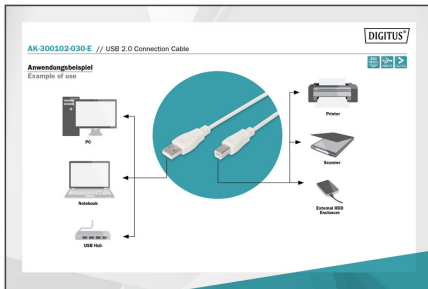 DIGITUS®
AK-300102-030-E // USB 2.0 Connection Cable
Anwendungsbeispiel
Example of use
PC
Notebook
USB Hub
Printer
Scanner
External HDD
Enclosure